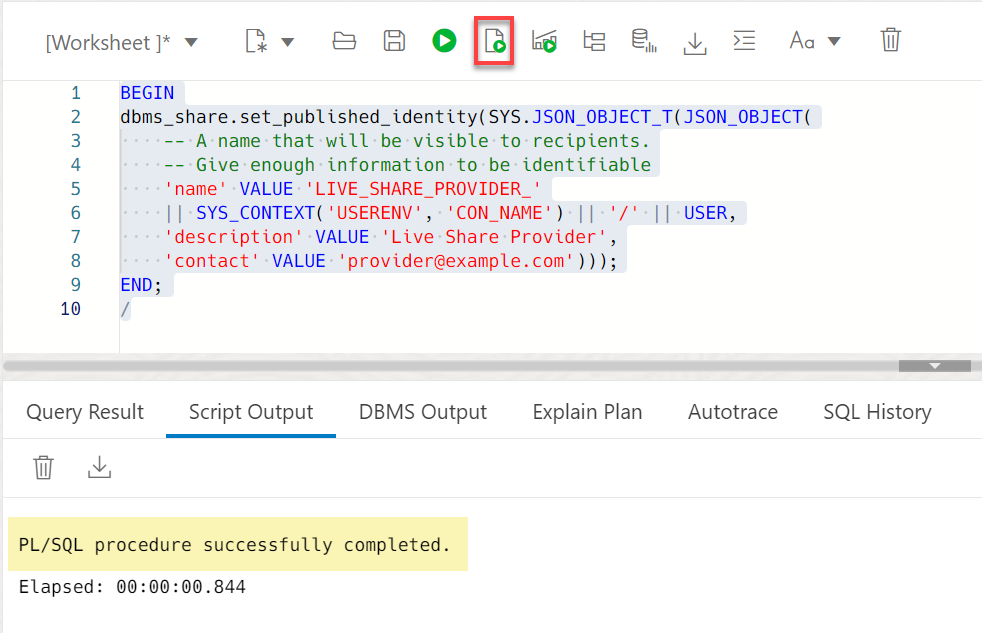 [Worksheet ]*
Aa
1 BEGIN
2 dbms_share.set_published_identity(SYS.JSON_OBJECT_T(JSON_OBJECT(
3 ····-- A name that will be visible to recipients.
4 ····-- Give enough information to be identifiable
5 ····'name' VALUE 'LIVE_SHARE_PROVIDER_'
6 ····|| SYS_CONTEXT('USERENV', 'CON_NAME') || '/' || USER,
7 ····'description' VALUE 'Live Share Provider',
8 ····'contact' VALUE 'provider@example.com')));
9 END;
10 /
Query Result Script Output DBMS Output Explain Plan Autotrace SQL History
PL/SQL procedure successfully completed.
Elapsed: 00:00:00.844